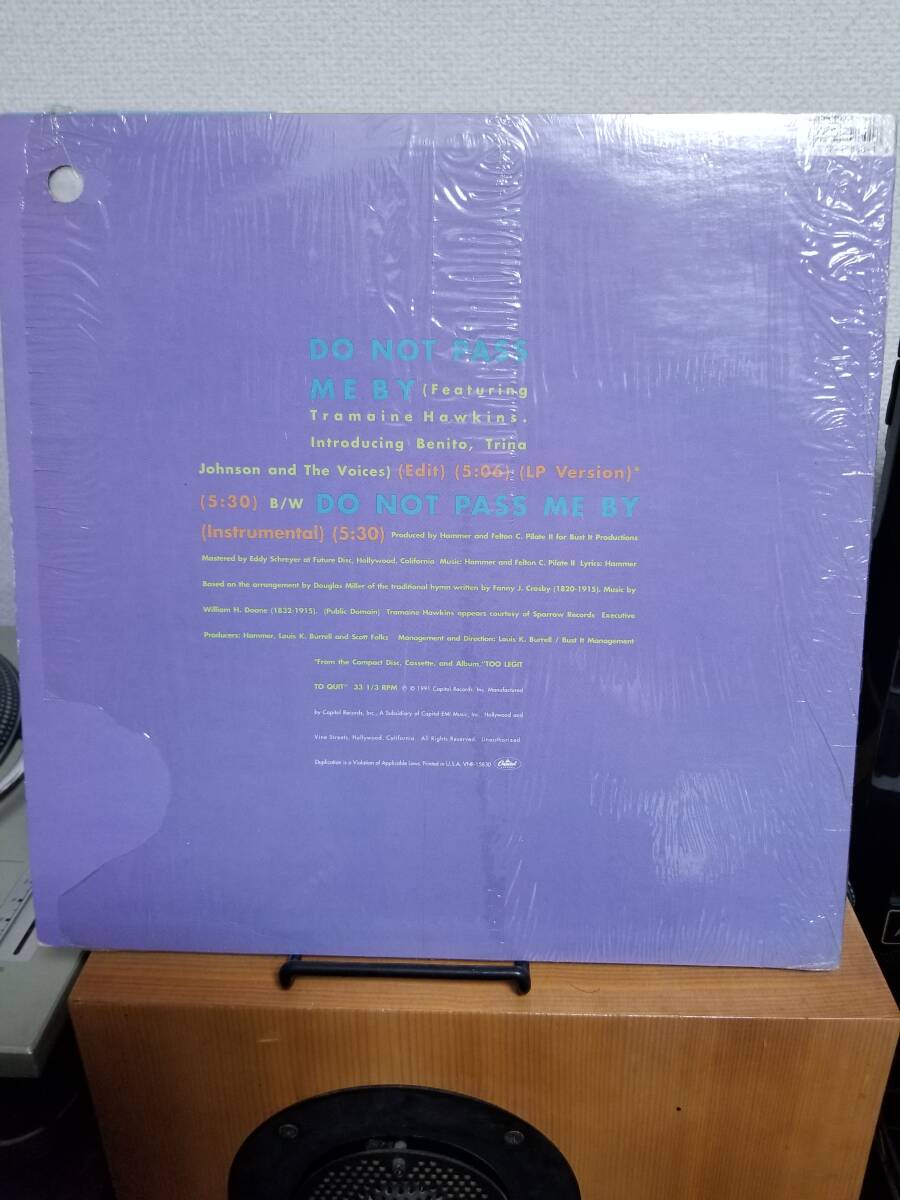 DO NOT PASS
ME BY (Featuring
Tramaine Hawkins.
Introducing Benito, Trina
Johnson and The Voices) (Edit) (5:06) (LP Version)*
(5:30) B/W DO NOT PASS ME BY
(Instrumental) (5:30) Produced by Hammer and Felton C. Pilate II for Bust It Productions
Mastered by Eddy Schreyer at Future Disc, Hollywood, California Music: Hammer and Felton C. Pilate II Lyrics: Hammer
Based on the arrangement by Douglas Miller of the traditional hymn written by Fanny J. Crosby (1820-1915). Music by
William H. Doane (1832-1915). (Public Domain) Tramaine Hawkins appears courtesy of Sparrow Records Executive
Producers: Hammer, Louis K. Burrell and Scott Folks Management and Direction: Louis K. Burrell / Bust It Management
*From the Compact Disc, Cassette, and Album, "TOO LEGIT
TO QUIT" 33 1/3 RPM ℗ © 1991 Capitol Records, Inc. Manufactured
by Capitol Records, Inc., A Subsidiary of Capitol-EMI Music, Inc. Hollywood and
Vine Streets, Hollywood, California. All Rights Reserved. Unauthorized
Duplication is a Violation of Applicable Laws. Printed in U.S.A. VNR-15830 Capitol